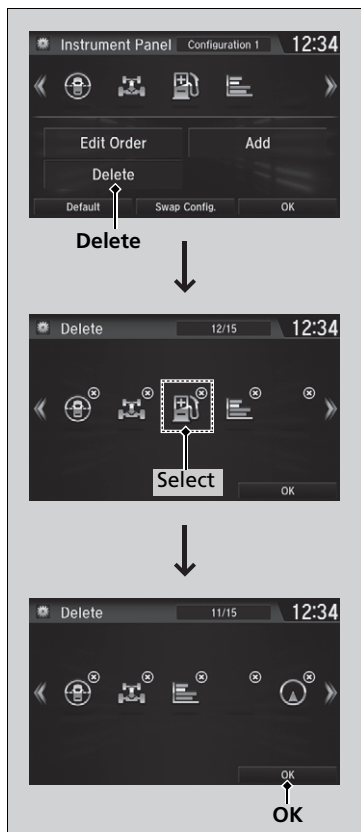 Instrument Panel Configuration 1 12:34
Edit Order Add
Delete
Default Swap Config. OK
Delete
Delete 12/15 12:34
Select
OK
Delete 11/15 12:34
OK
OK